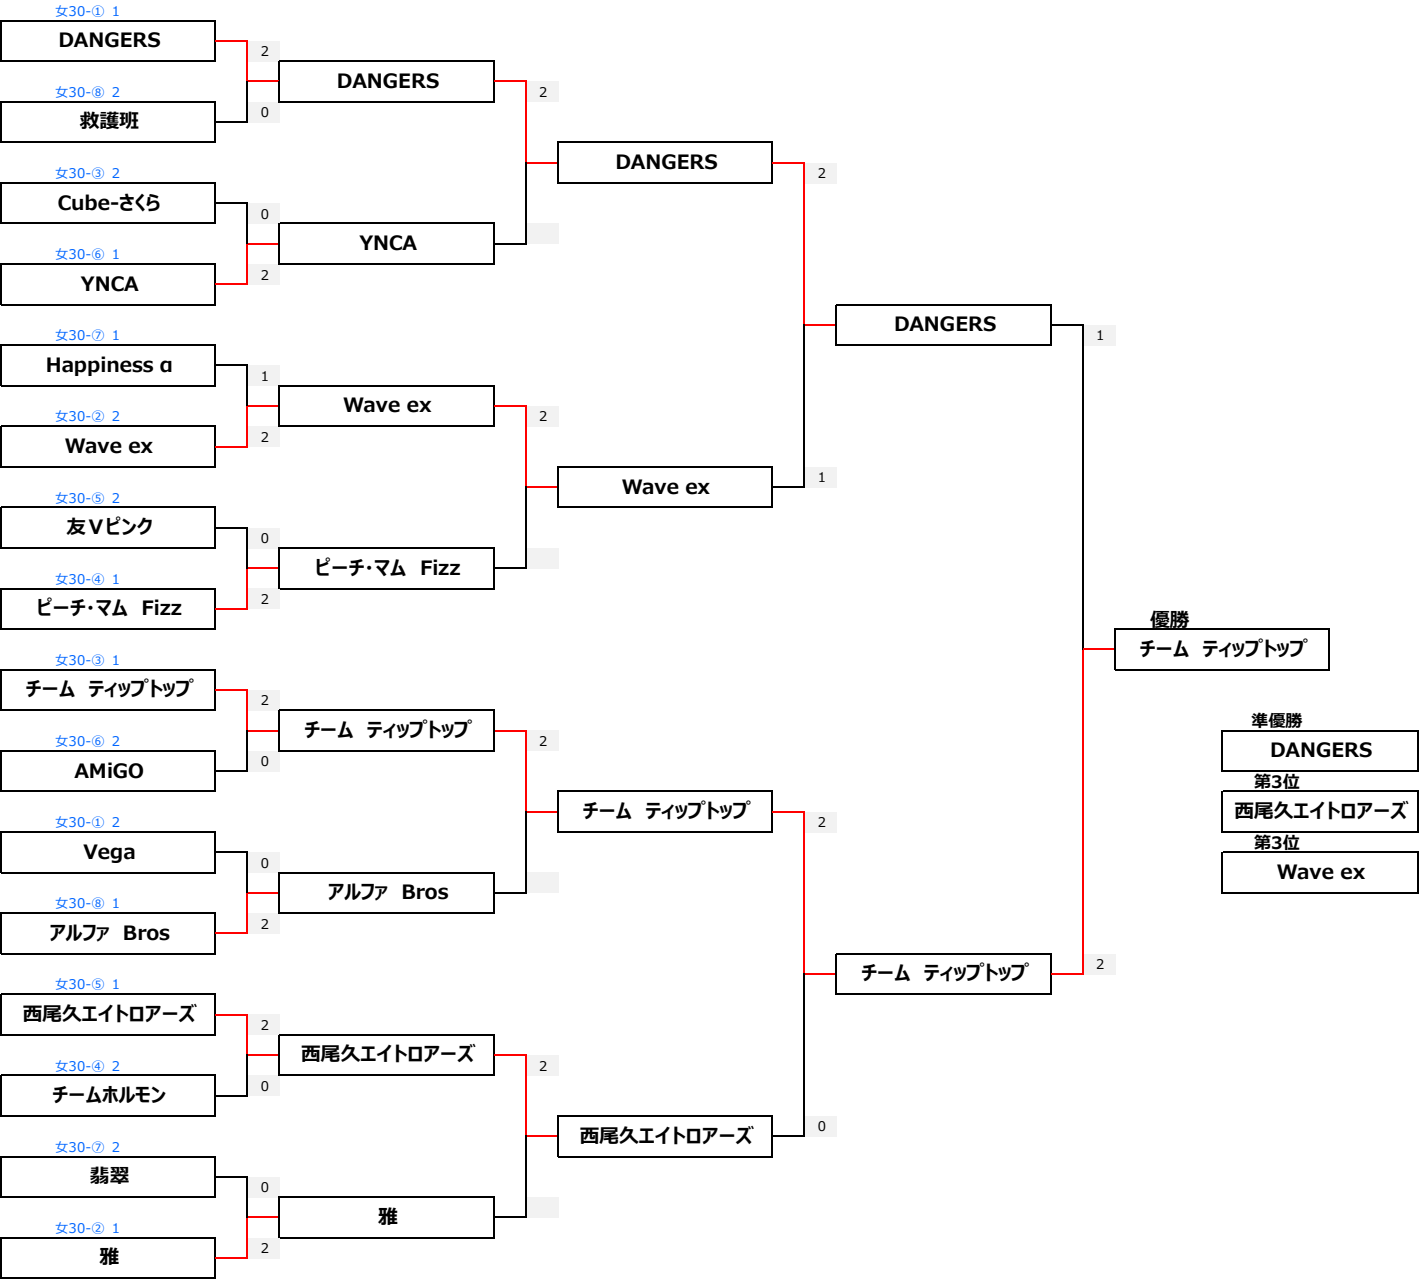 女30-① 1
DANGERS
2
女30-⑧ 2
救護班
0
DANGERS
2
女30-③ 2
Cube-さくら
0
女30-⑥ 1
YNCA
2
YNCA
DANGERS
2
女30-⑦ 1
Happiness α
1
女30-② 2
Wave ex
2
Wave ex
2
女30-⑤ 2
友Vピンク
0
女30-④ 1
ピーチ・マム　Fizz
2
ピーチ・マム　Fizz
Wave ex
1
DANGERS
1
女30-③ 1
チーム　ティップトップ
2
女30-⑥ 2
AMiGO
0
チーム　ティップトップ
2
女30-① 2
Vega
0
女30-⑧ 1
アルファ　Bros
2
アルファ　Bros
チーム　ティップトップ
2
女30-⑤ 1
西尾久エイトロアーズ
2
女30-④ 2
チームホルモン
0
西尾久エイトロアーズ
2
女30-⑦ 2
翡翠
0
女30-② 1
雅
2
雅
西尾久エイトロアーズ
0
チーム　ティップトップ
2
優勝
チーム　ティップトップ
準優勝
DANGERS
第3位
西尾久エイトロアーズ
第3位
Wave ex